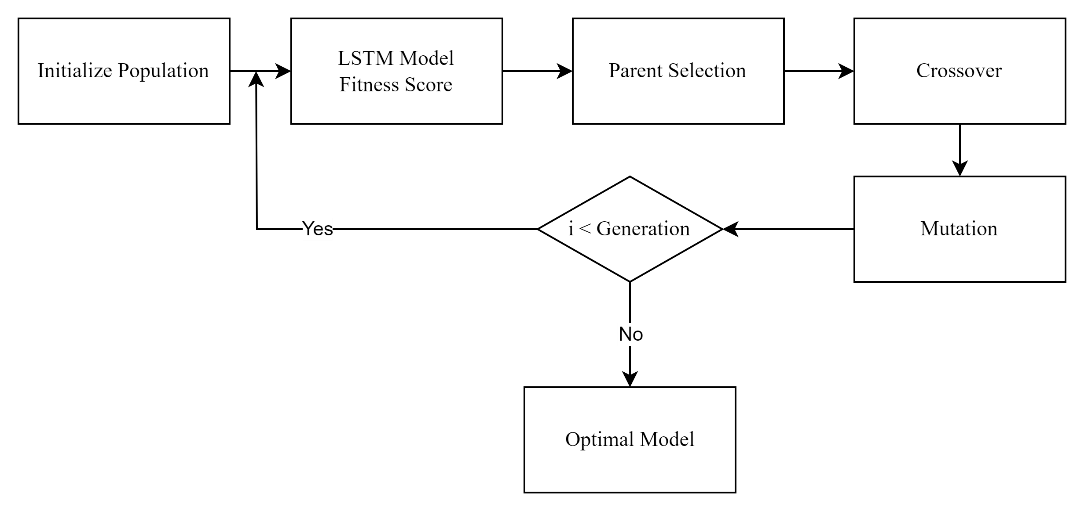 Initialize Population
LSTM Model
Fitness Score
Parent Selection
Crossover
Mutation
i < Generation
Yes
No
Optimal Model